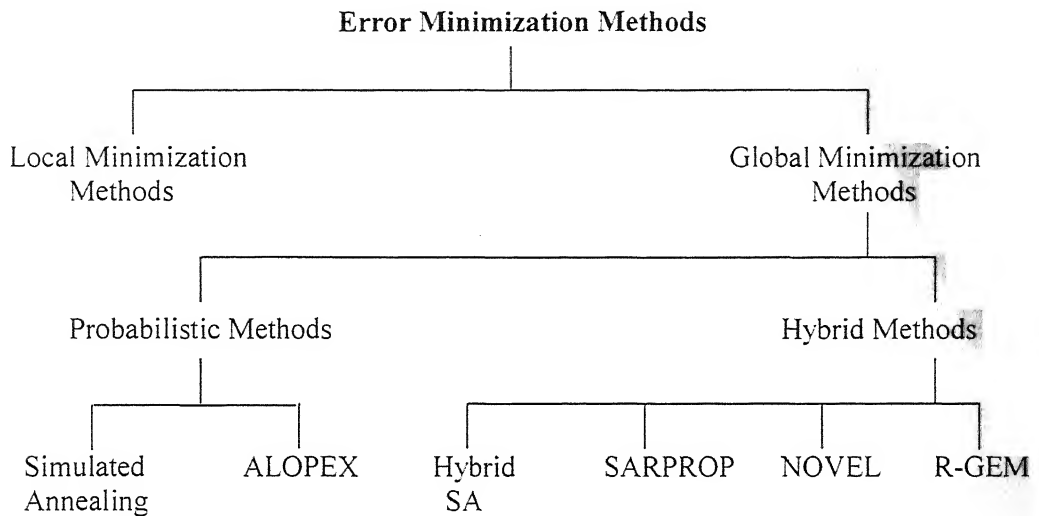 Error Minimization Methods
Local Minimization
Methods
Global Minimization
Methods
Probabilistic Methods
Hybrid Methods
Simulated
Annealing
ALOPEX
Hybrid
SA
SARPROP
NOVEL
R-GEM